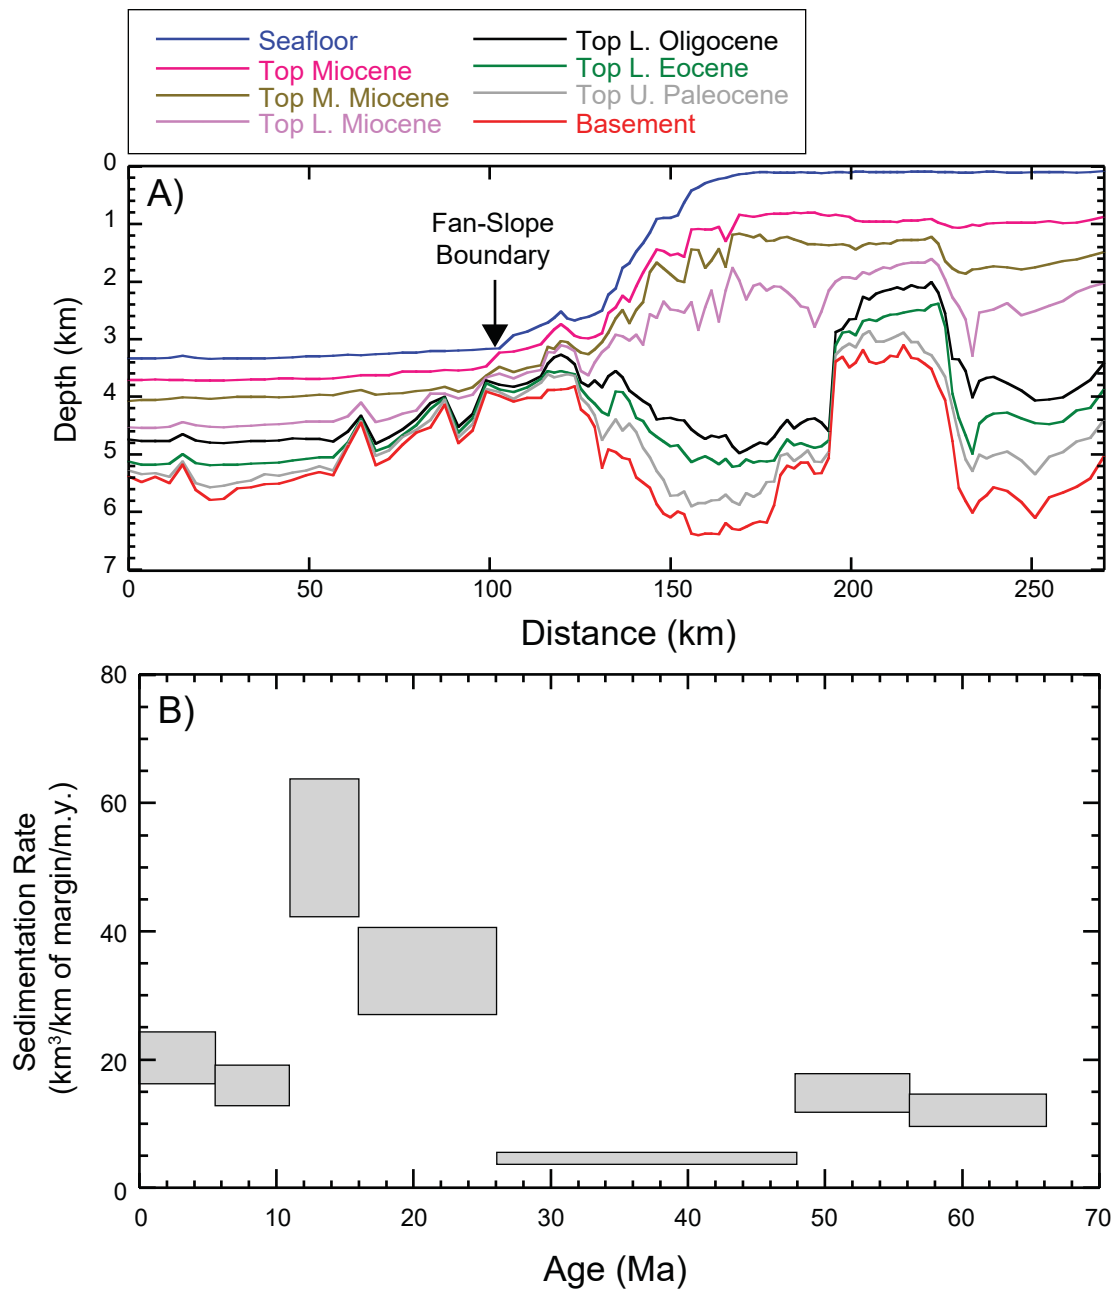 Seafloor
Top Miocene
Top M. Miocene
Top L. Miocene
Top L. Oligocene
Top L. Eocene
Top U. Paleocene
Basement
A)
Fan-Slope
Boundary
Depth (km)
0
1
2
3
4
5
6
7
0
50
100
150
200
250
Distance (km)
B)
Sedimentation Rate
(km³/km of margin/m.y.)
80
60
40
20
0
0
10
20
30
40
50
60
70
Age (Ma)